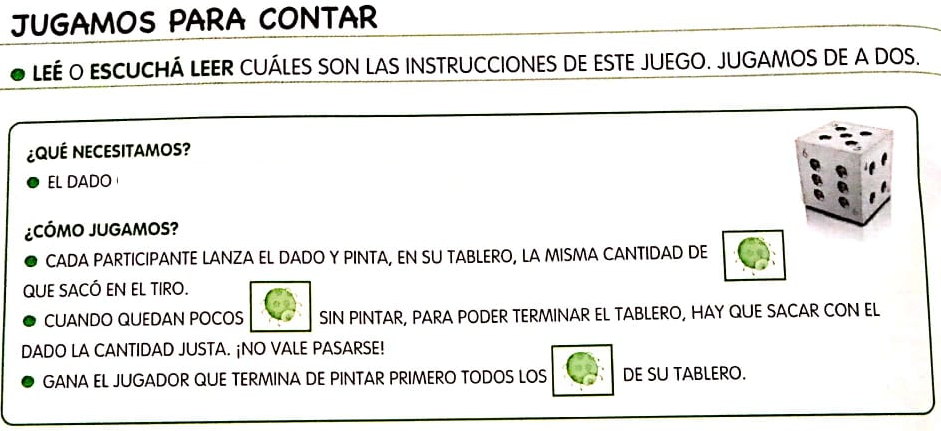 JUGAMOS PARA CONTAR
● LEÉ O ESCUCHÁ LEER CUÁLES SON LAS INSTRUCCIONES DE ESTE JUEGO. JUGAMOS DE A DOS.
¿QUÉ NECESITAMOS?
● EL DADO
¿CÓMO JUGAMOS?
● CADA PARTICIPANTE LANZA EL DADO Y PINTA, EN SU TABLERO, LA MISMA CANTIDAD DE
QUE SACÓ EN EL TIRO.
● CUANDO QUEDAN POCOS SIN PINTAR, PARA PODER TERMINAR EL TABLERO, HAY QUE SACAR CON EL
DADO LA CANTIDAD JUSTA. ¡NO VALE PASARSE!
● GANA EL JUGADOR QUE TERMINA DE PINTAR PRIMERO TODOS LOS DE SU TABLERO.